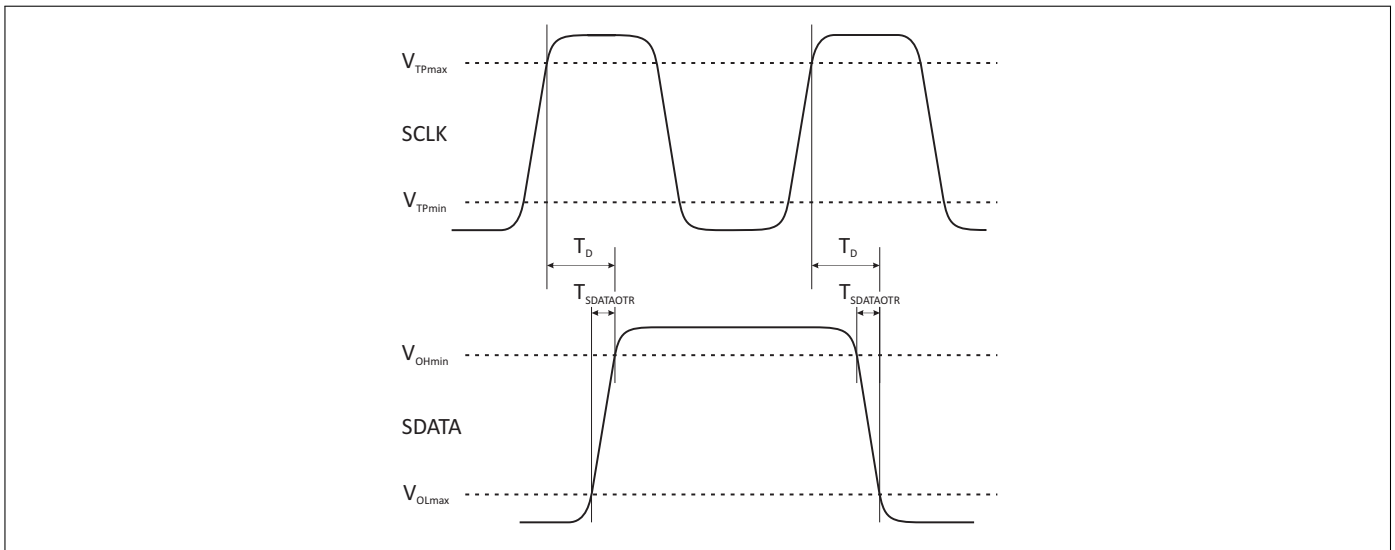 VTPmax
SCLK
VTPmin
TD TD
TSDATAOTR TSDATAOTR
VOHmin
SDATA
VOLmax